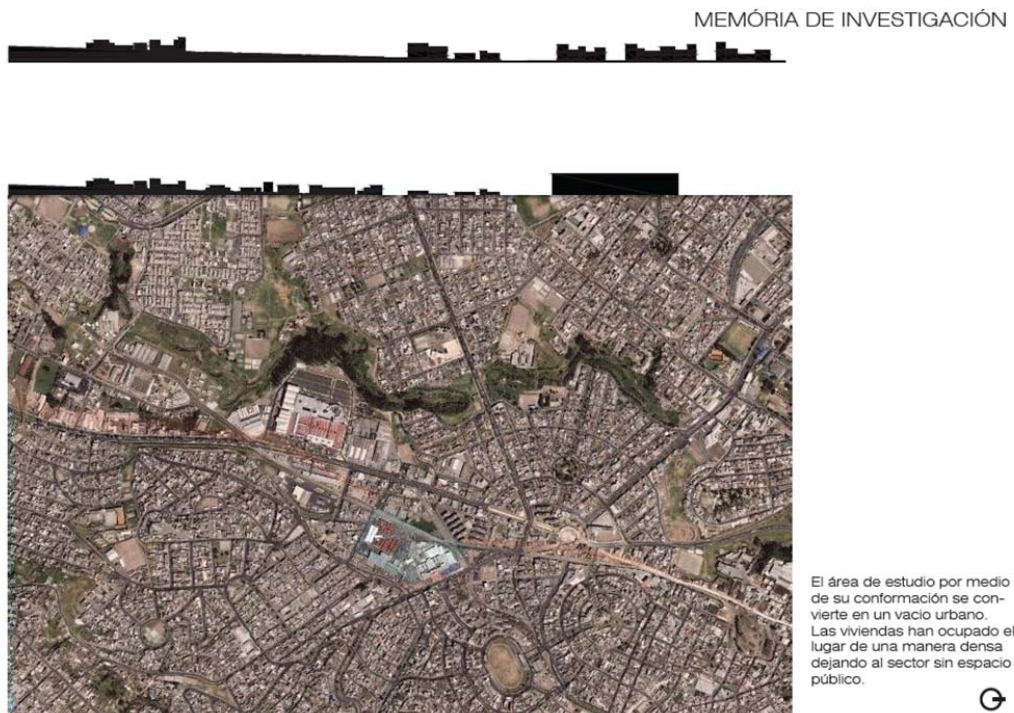 MEMÓRIA DE INVESTIGACIÓN
El área de estudio por medio
de su conformación se con-
vierte en un vacio urbano.
Las viviendas han ocupado el
lugar de una manera densa
dejando al sector sin espacio
público.